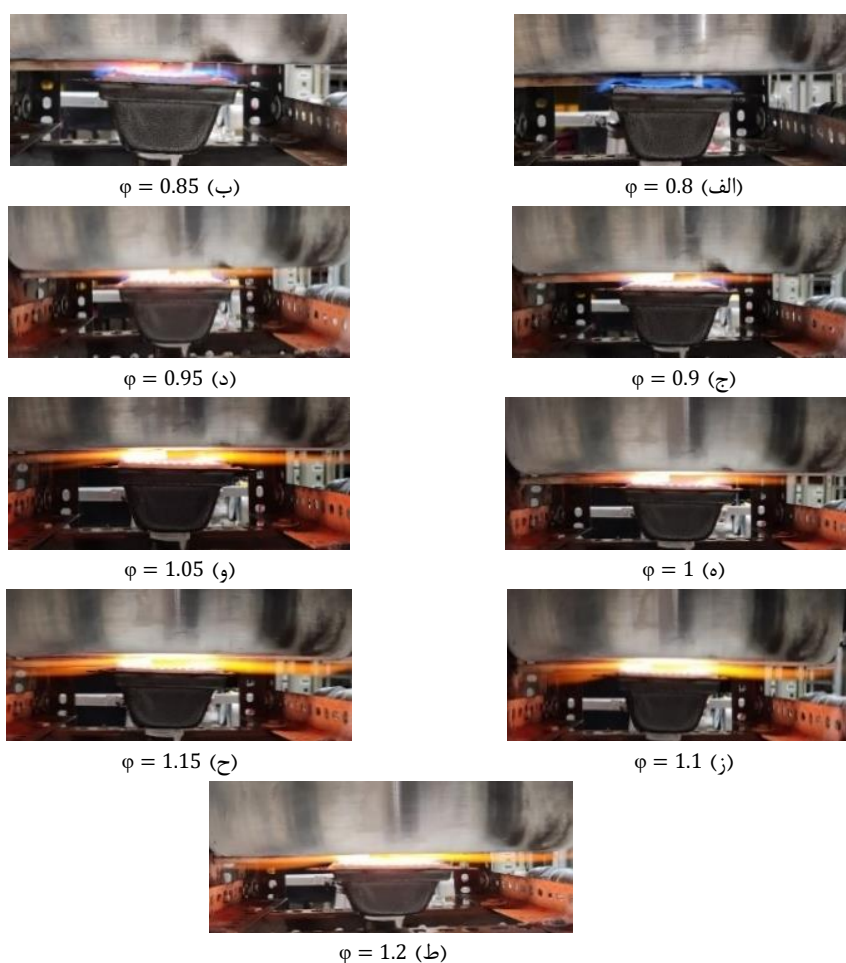 (الف) φ = 0.8
(ب) φ = 0.85
(ج) φ = 0.9
(د) φ = 0.95
(ه) φ = 1
(و) φ = 1.05
(ز) φ = 1.1
(ح) φ = 1.15
(ط) φ = 1.2